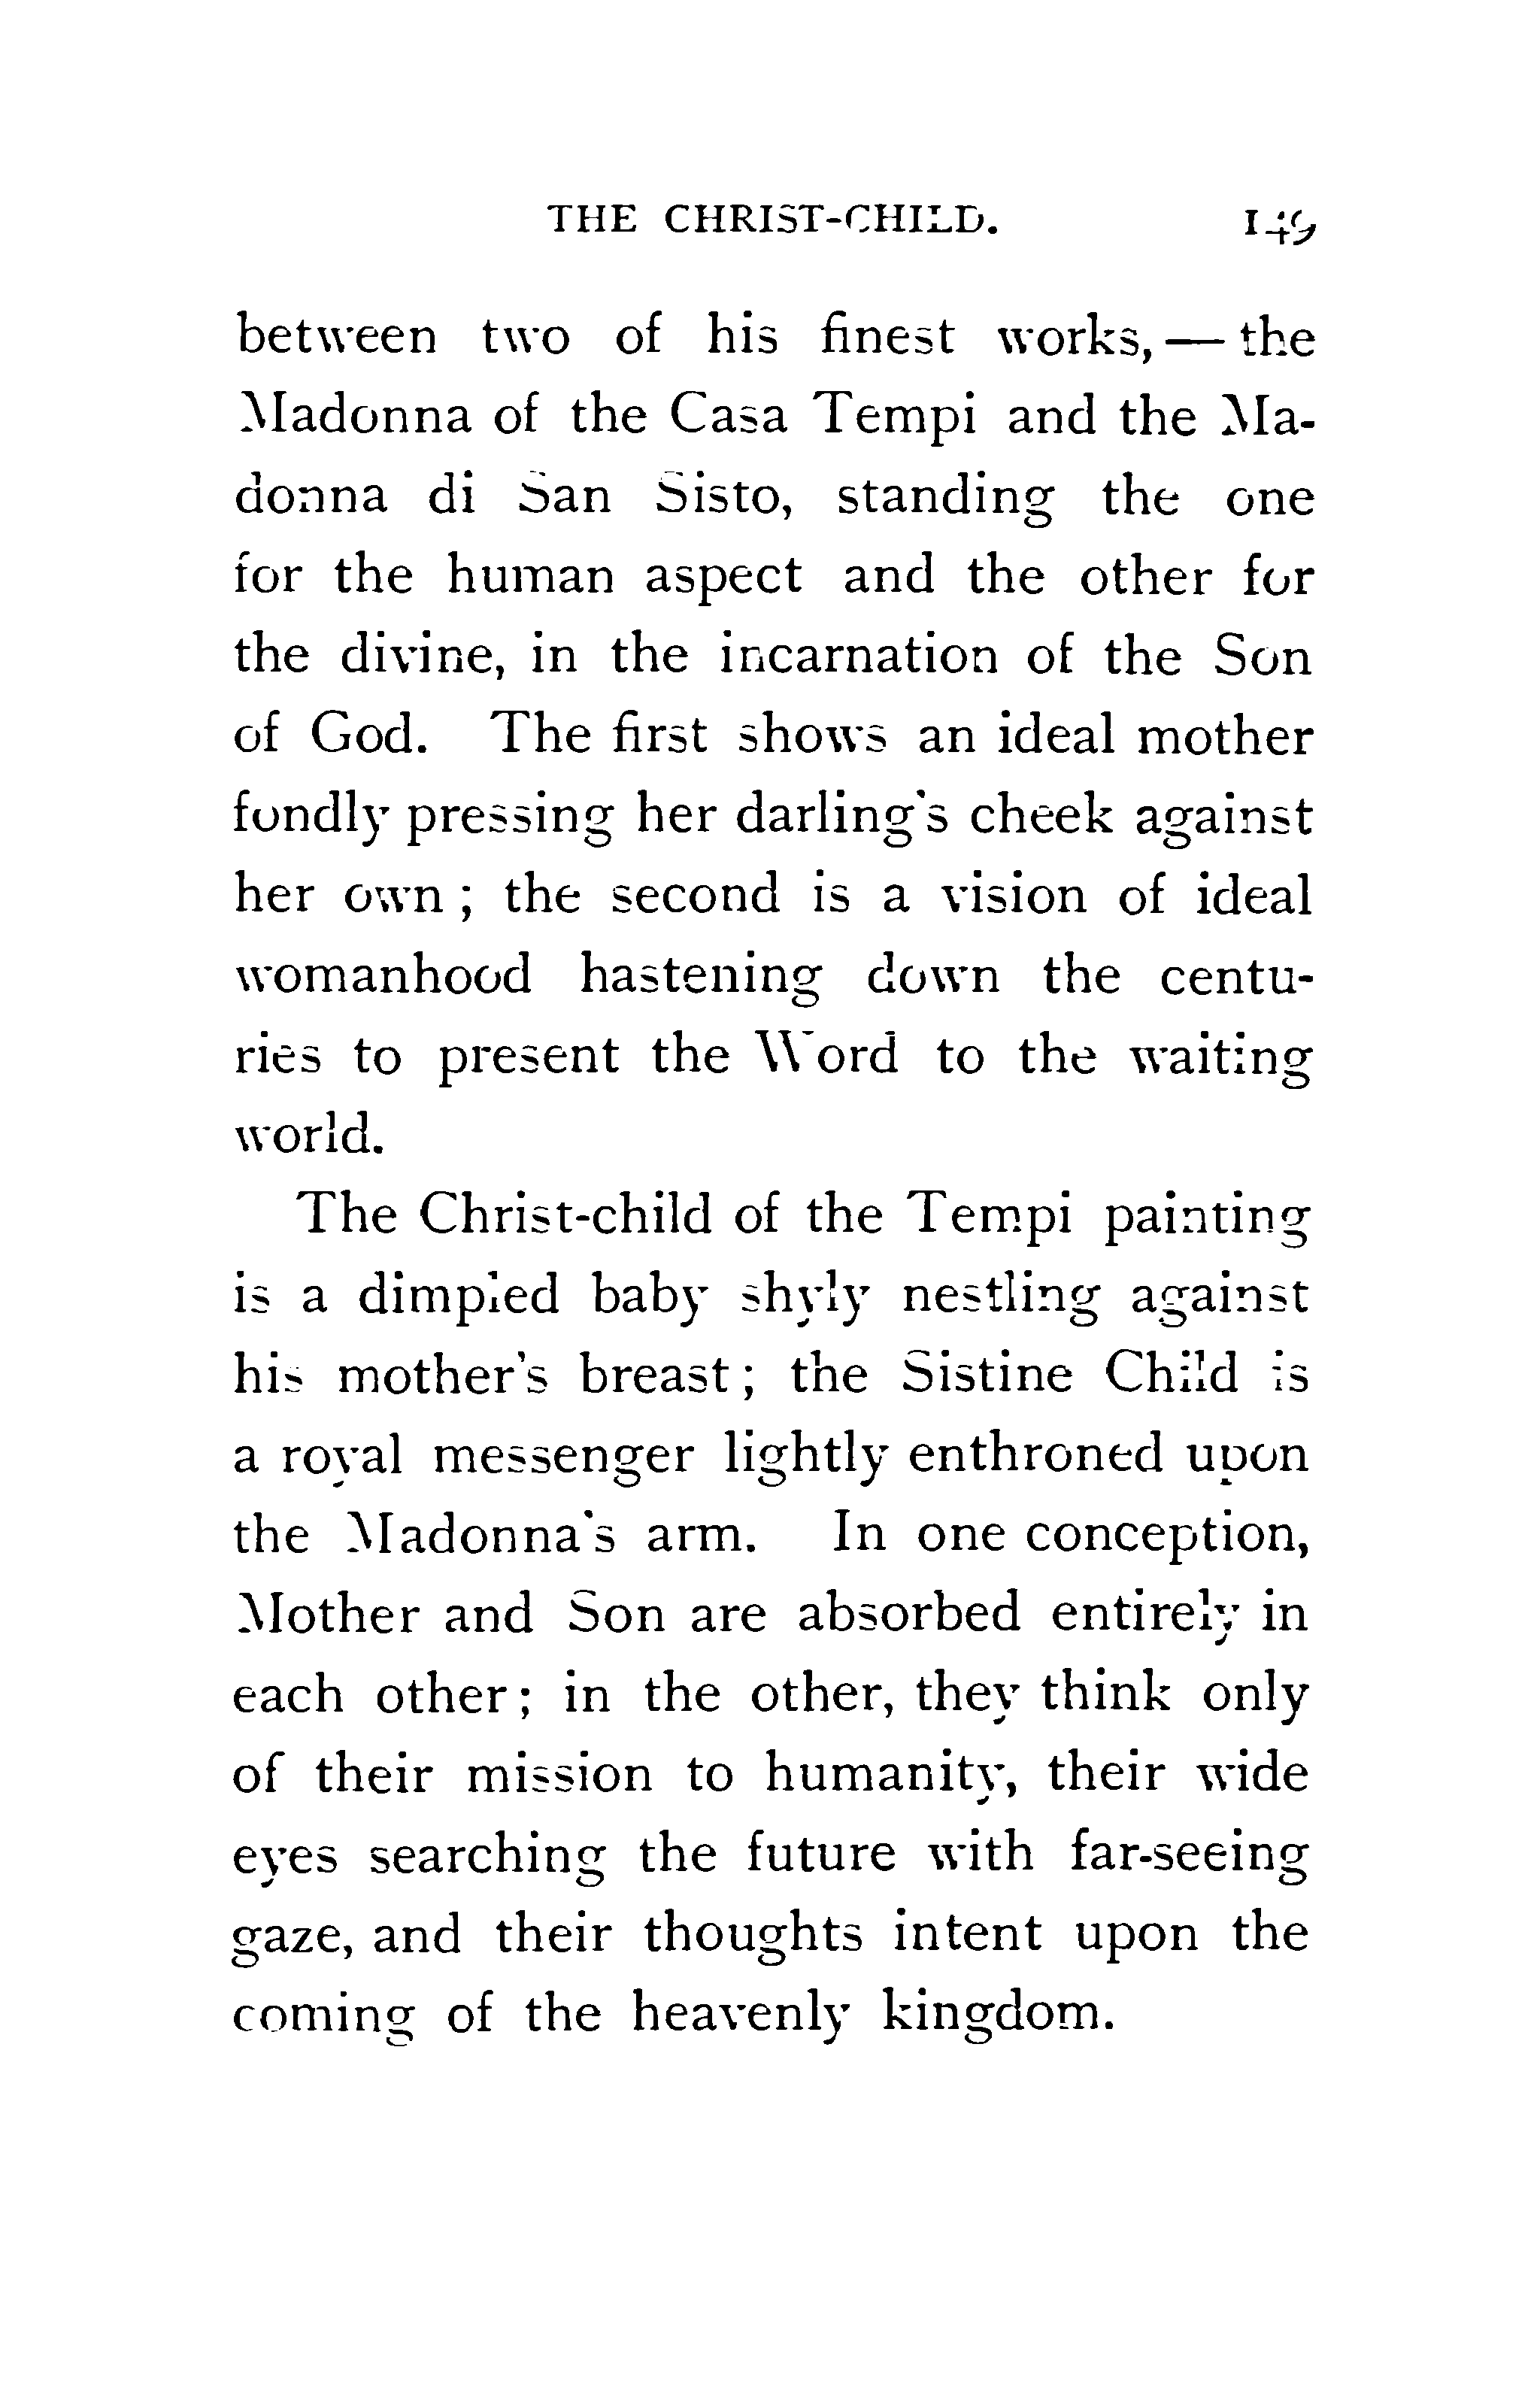 THE CHRIST-CHILD. 149
between two of his finest works,—the
Madonna of the Casa Tempi and the Ma-
donna di San Sisto, standing the one
for the human aspect and the other for
the divine, in the incarnation of the Son
of God. The first shows an ideal mother
fondly pressing her darling's cheek against
her own; the second is a vision of ideal
womanhood hastening down the centu-
ries to present the Word to the waiting
world.
The Christ-child of the Tempi painting
is a dimpled baby shyly nestling against
his mother's breast; the Sistine Child is
a royal messenger lightly enthroned upon
the Madonna's arm. In one conception,
Mother and Son are absorbed entirely in
each other; in the other, they think only
of their mission to humanity, their wide
eyes searching the future with far-seeing
gaze, and their thoughts intent upon the
coming of the heavenly kingdom.